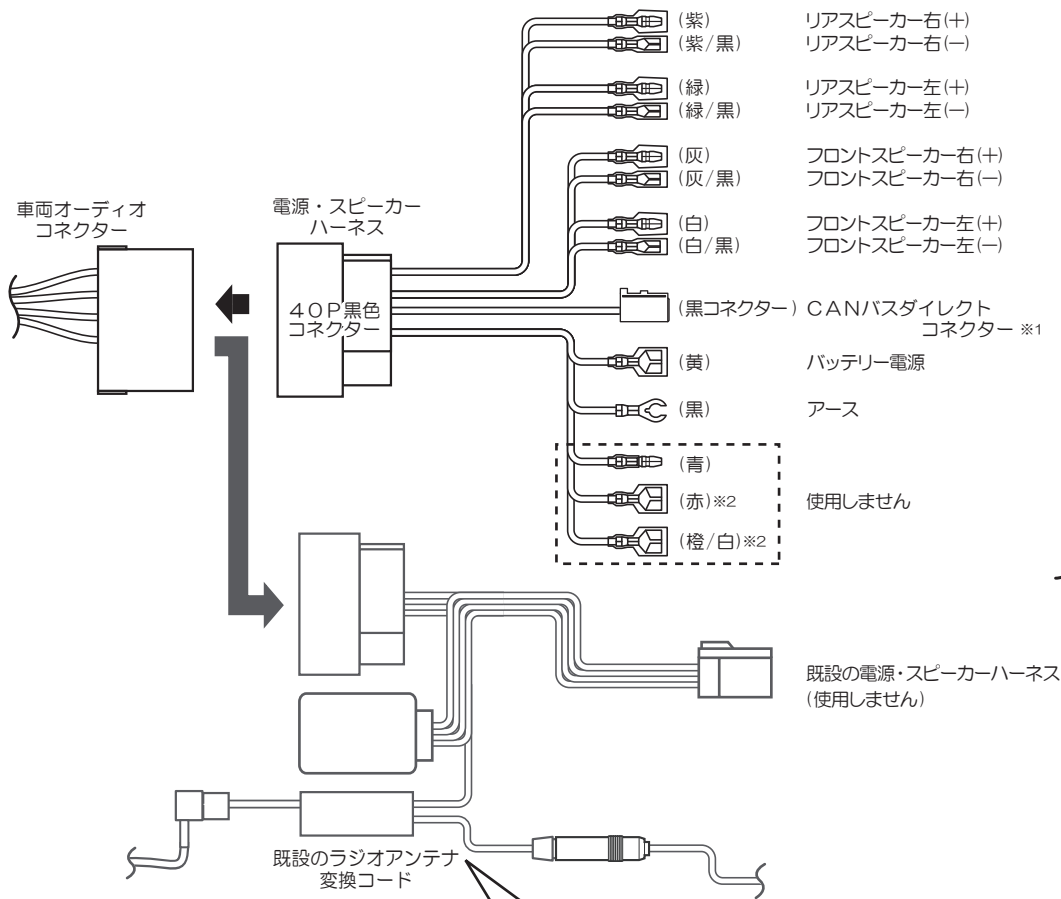 (紫) リアスピーカー右(+)
(紫/黒) リアスピーカー右(−)
(緑) リアスピーカー左(+)
(緑/黒) リアスピーカー左(−)
(灰) フロントスピーカー右(+)
(灰/黒) フロントスピーカー右(−)
(白) フロントスピーカー左(+)
(白/黒) フロントスピーカー左(−)
車両オーディオ
コネクター
電源・スピーカー
ハーネス
40P黒色
コネクター
(黒コネクター) CANバスダイレクト
コネクター ※1
(黄) バッテリー電源
(黒) アース
(青)
(赤)※2 使用しません
(橙/白)※2
既設の電源・スピーカーハーネス
(使用しません)
既設のラジオアンテナ
変換コード